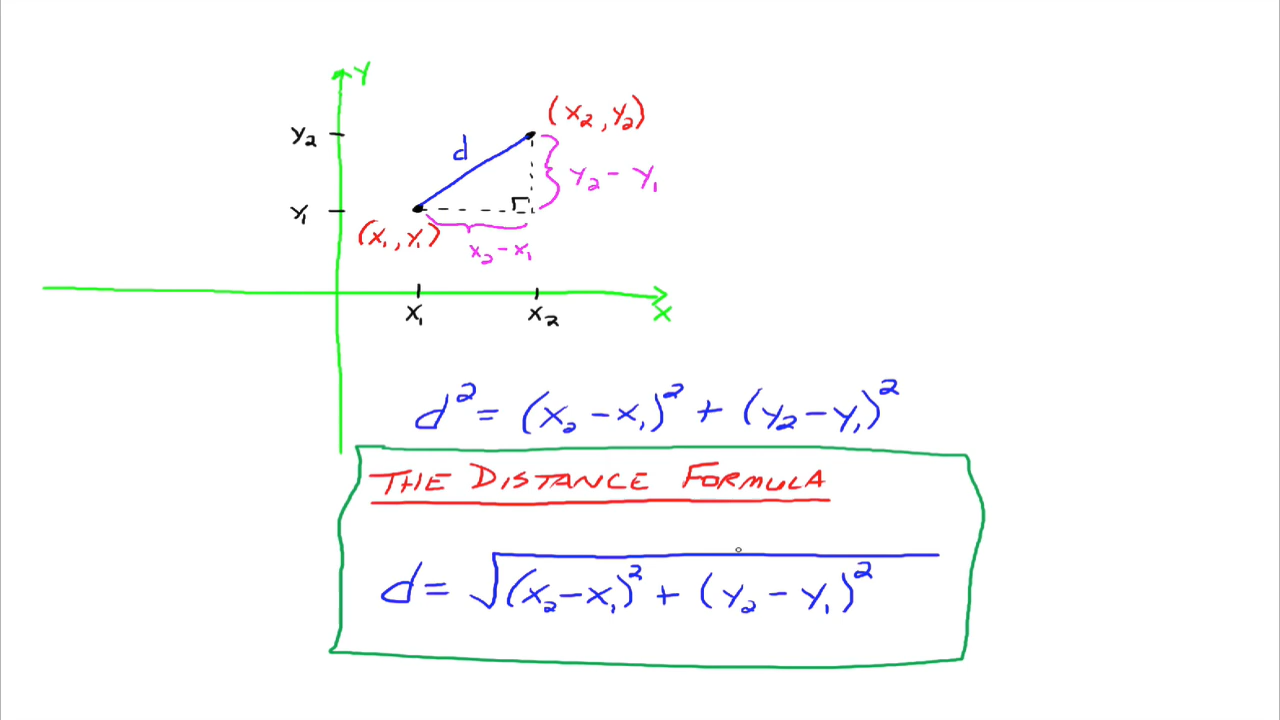 Y
(x₂, y₂)
y₂
d
y₂ - y₁
y₁
(x₁, y₁)
x₂ - x₁
x₁
x₂
X
d² = (x₂ - x₁)² + (y₂ - y₁)²
THE DISTANCE FORMULA
d = √(x₂ - x₁)² + (y₂ - y₁)²